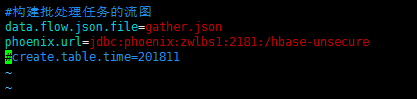 #构建批处理任务的流图
data.flow.json.file=gather.json
phoenix.url=jdbc:phoenix:zwlbs1:2181:/hbase-unsecure
#create.table.time=201811
~
~